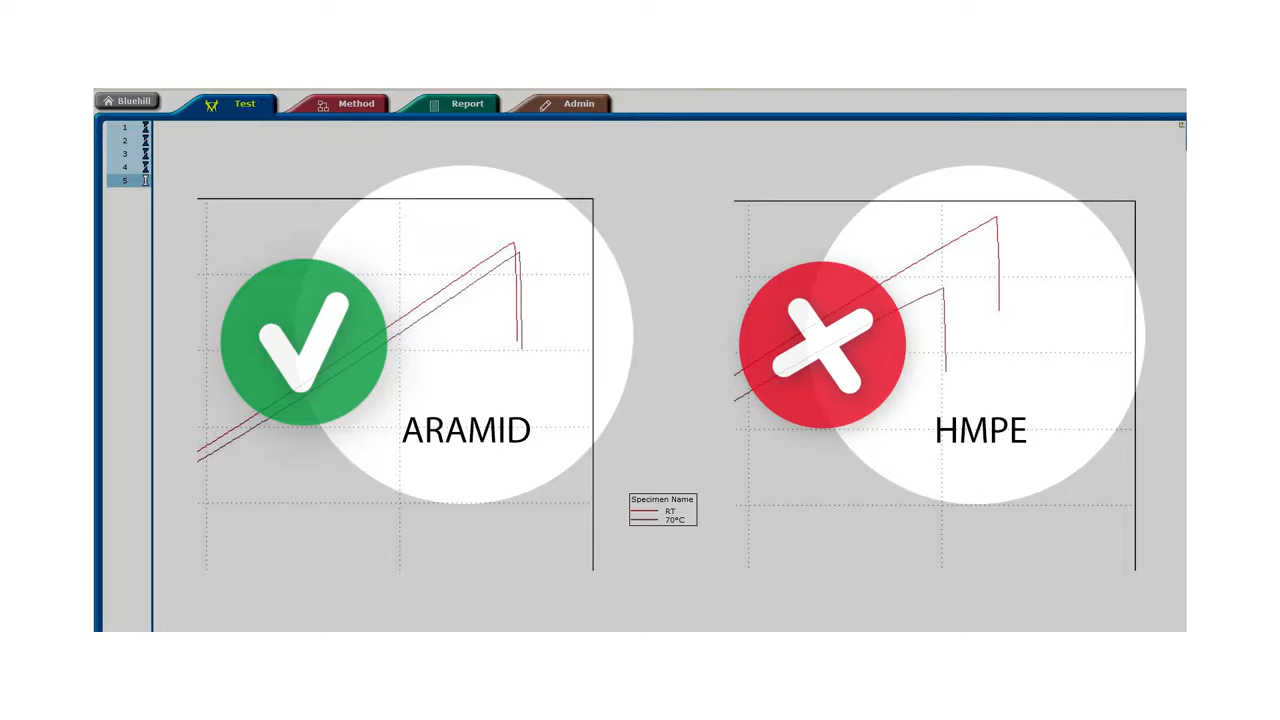 Bluehill
Test
Method
Report
Admin
1
2
3
4
5
ARAMID
HMPE
Specimen Name
RT
70°C